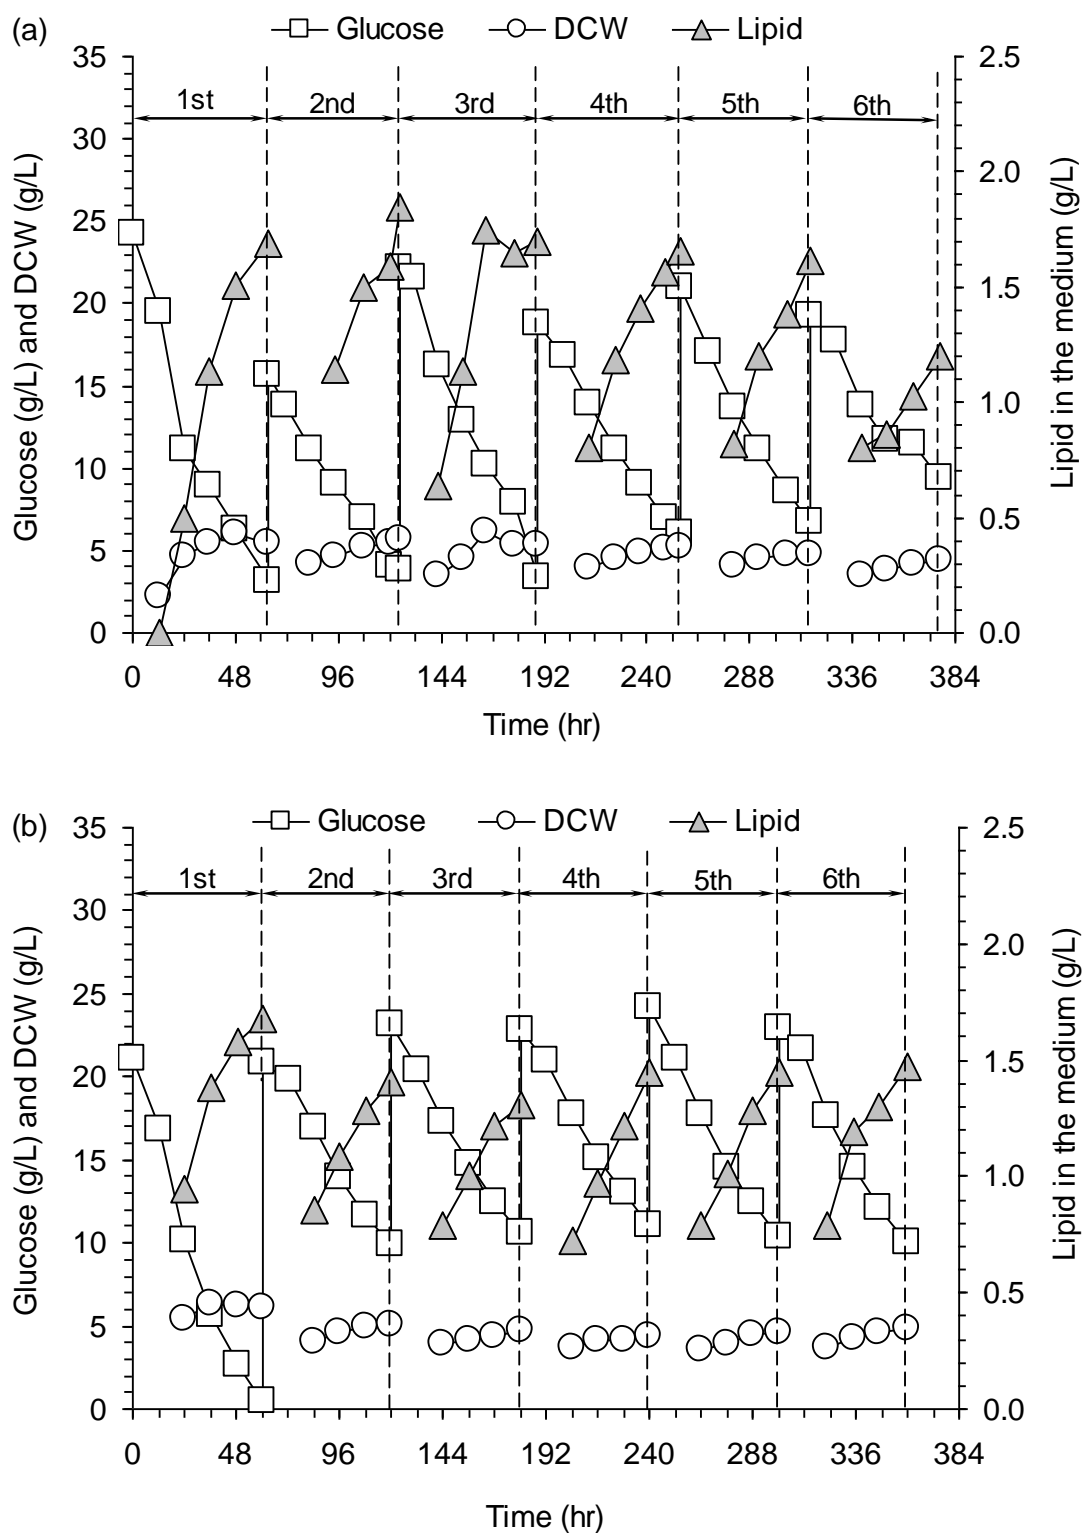 (a) Glucose DCW Lipid
35 2.5
1st 2nd 3rd 4th 5th 6th
30
2.0
25
20 1.5
15
1.0
10
5 0.5
0 0.0
0 48 96 144 192 240 288 336 384
Time (hr)
Glucose (g/L) and DCW (g/L)
Lipid in the medium (g/L)
(b) Glucose DCW Lipid
35 2.5
1st 2nd 3rd 4th 5th 6th
30
2.0
25
20 1.5
15
1.0
10
5 0.5
0 0.0
0 48 96 144 192 240 288 336 384
Time (hr)
Glucose (g/L) and DCW (g/L)
Lipid in the medium (g/L)